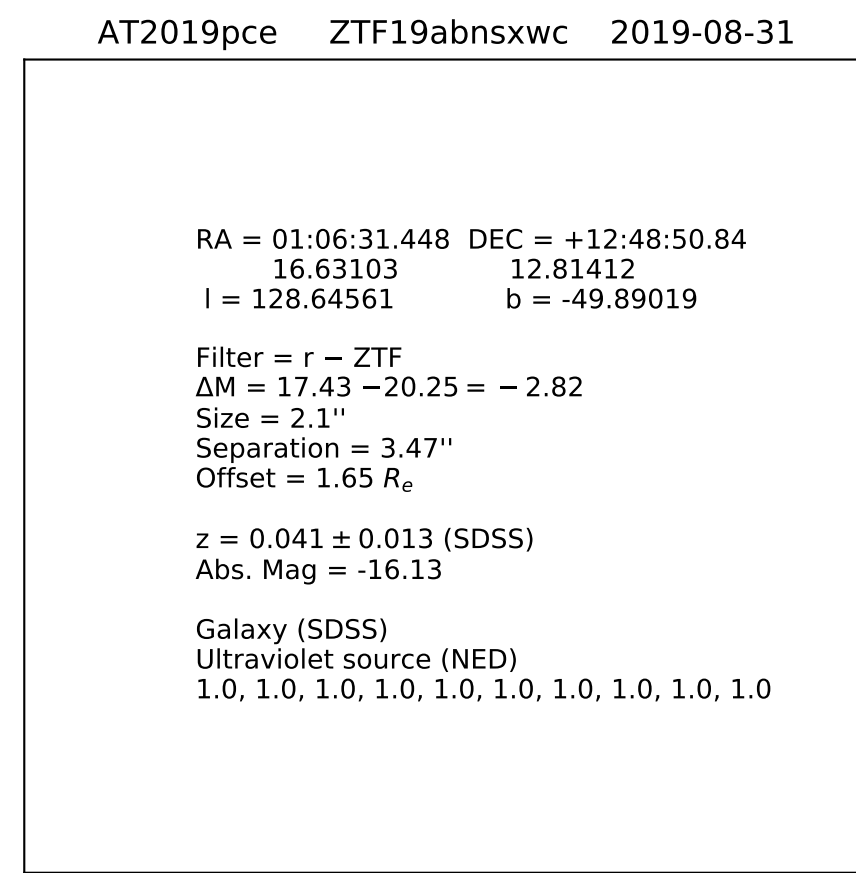 AT2019pce ZTF19abnsxwc 2019-08-31
RA = 01:06:31.448 DEC = +12:48:50.84
16.63103 12.81412
l = 128.64561 b = -49.89019
Filter = r − ZTF
ΔM = 17.43 −20.25 = − 2.82
Size = 2.1''
Separation = 3.47''
Offset = 1.65 Rₑ
z = 0.041 ± 0.013 (SDSS)
Abs. Mag = -16.13
Galaxy (SDSS)
Ultraviolet source (NED)
1.0, 1.0, 1.0, 1.0, 1.0, 1.0, 1.0, 1.0, 1.0, 1.0